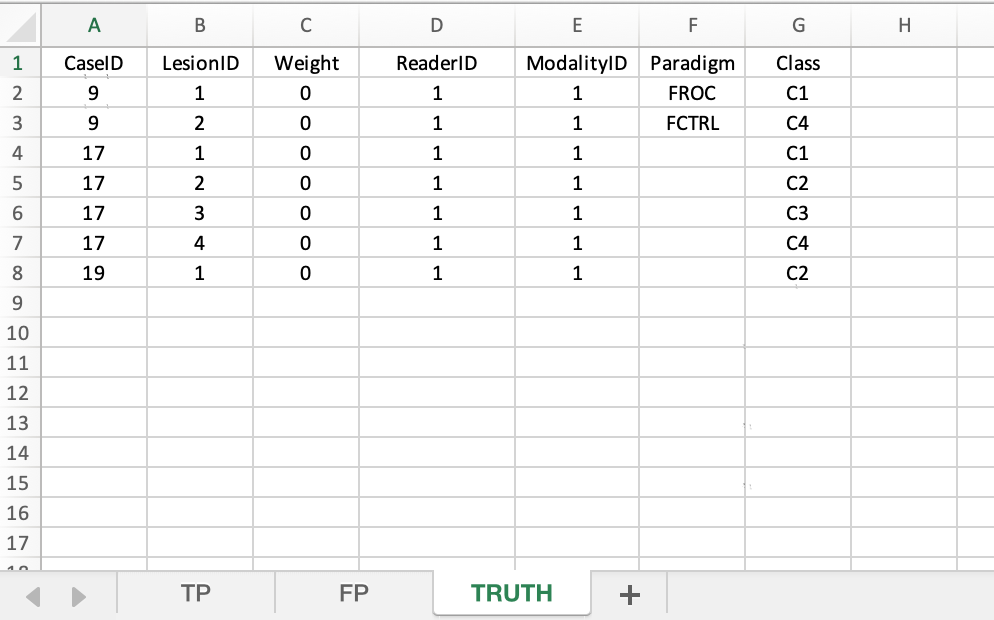 A B C D E F G H
1 CaseID LesionID Weight ReaderID ModalityID Paradigm Class
2 9 1 0 1 1 FROC C1
3 9 2 0 1 1 FCTRL C4
4 17 1 0 1 1 C1
5 17 2 0 1 1 C2
6 17 3 0 1 1 C3
7 17 4 0 1 1 C4
8 19 1 0 1 1 C2
9
10
11
12
13
14
15
16
17
TP FP TRUTH +